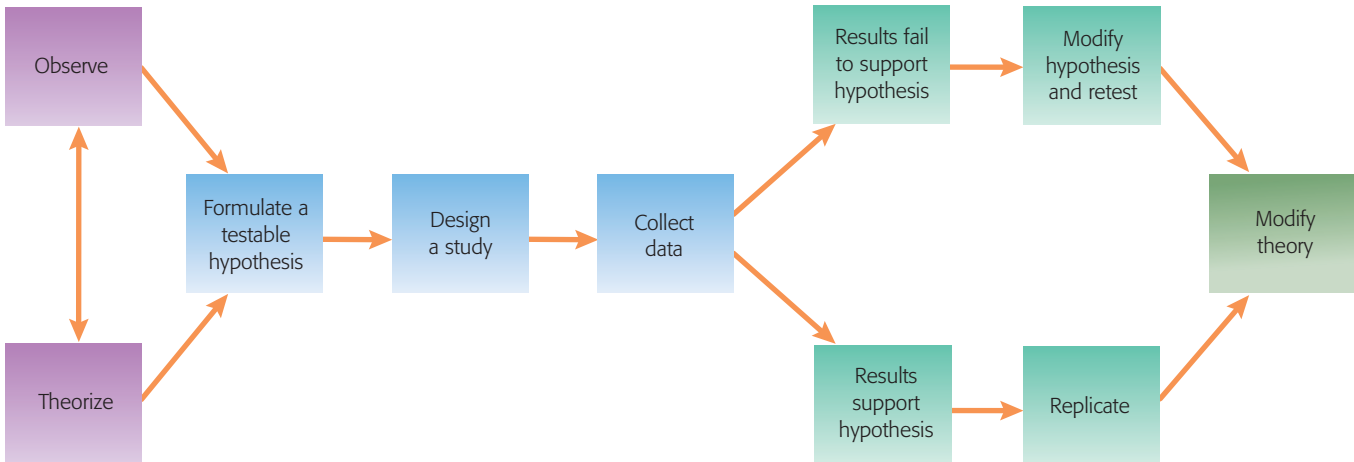 Observe
Theorize
Formulate a
testable
hypothesis
Design
a study
Collect
data
Results fail
to support
hypothesis
Modify
hypothesis
and retest
Results
support
hypothesis
Replicate
Modify
theory